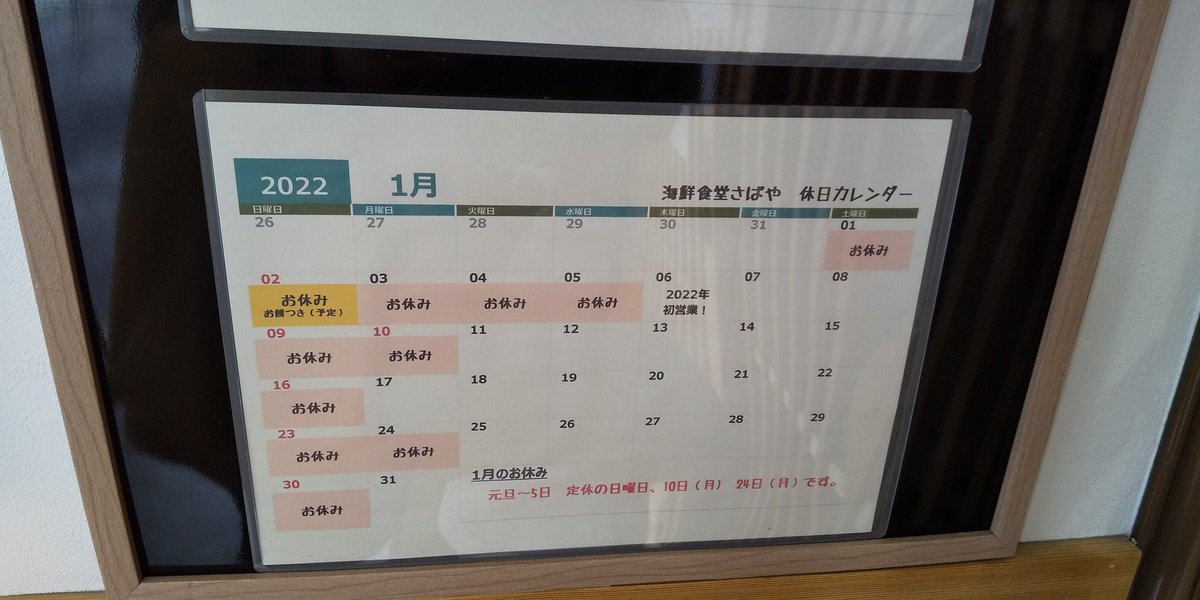 2022 1月 海鮮食堂さばや 休日カレンダー
日曜日 月曜日 火曜日 水曜日 木曜日 金曜日 土曜日
26 27 28 29 30 31 01
お休み
02 03 04 05 06 07 08
お休み お休み お休み お休み 2022年
お餅つき（予定） 初営業！
09 10 11 12 13 14 15
お休み お休み
16 17 18 19 20 21 22
お休み
23 24 25 26 27 28 29
お休み お休み
30 31
お休み
1月のお休み
元旦〜5日 定休の日曜日、10日（月） 24日（月）です。